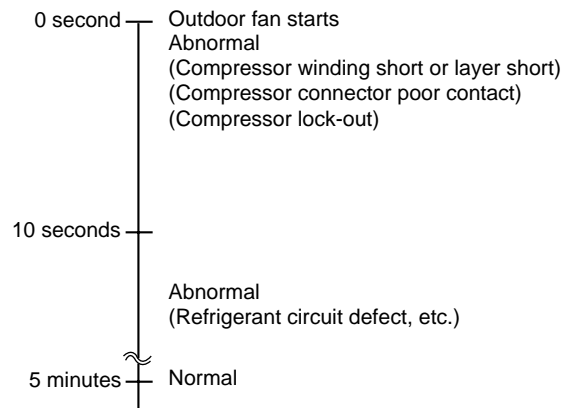 0 second Outdoor fan starts
Abnormal
(Compressor winding short or layer short)
(Compressor connector poor contact)
(Compressor lock-out)
10 seconds
Abnormal
(Refrigerant circuit defect, etc.)
5 minutes Normal